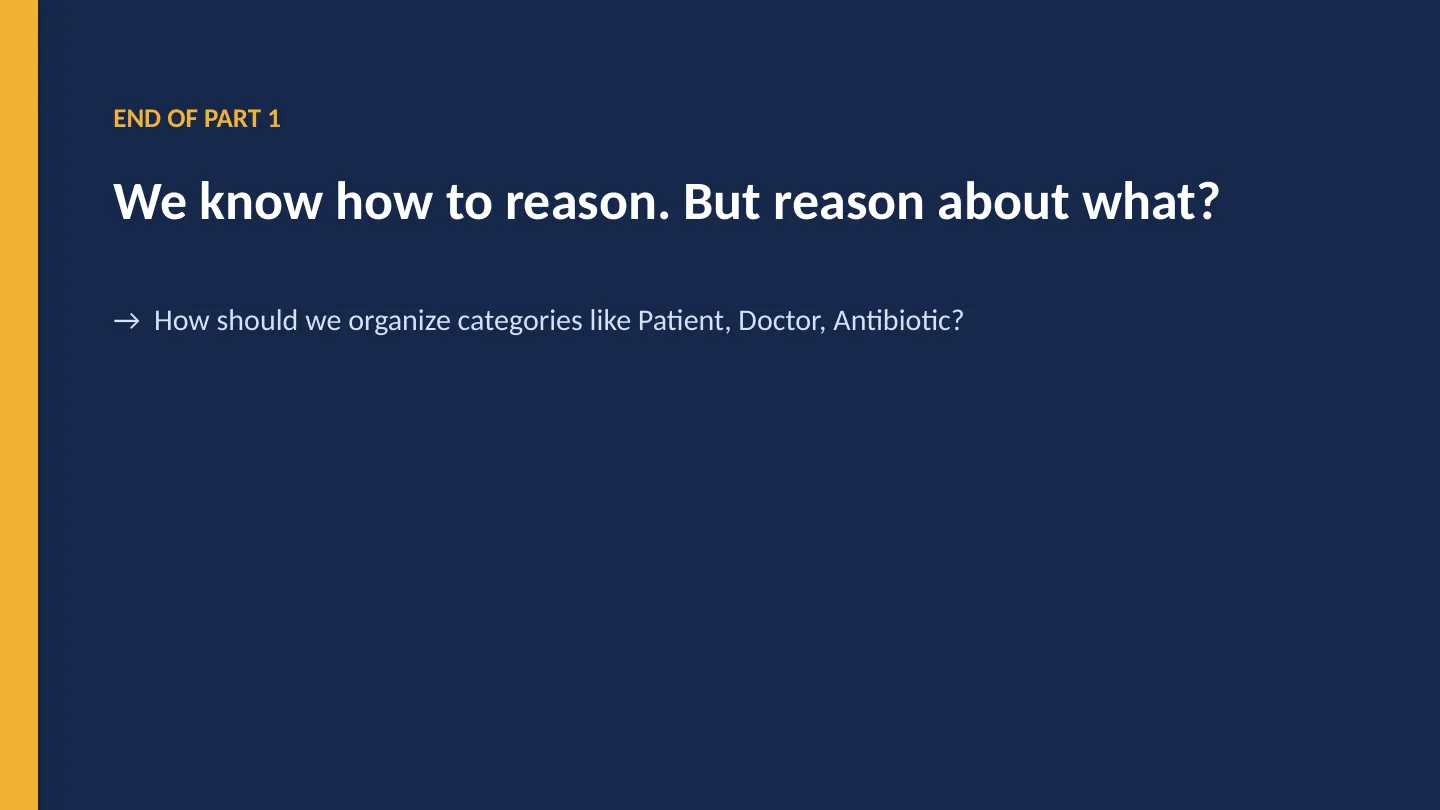 END OF PART 1
We know how to reason. But reason about what?
→ How should we organize categories like Patient, Doctor, Antibiotic?